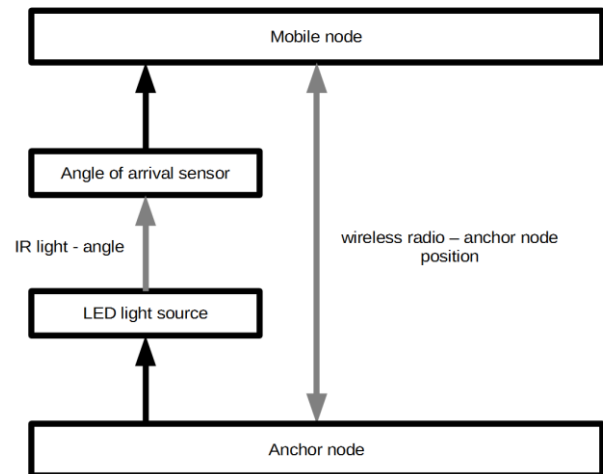 Mobile node
Angle of arrival sensor
IR light - angle
wireless radio – anchor node
position
LED light source
Anchor node